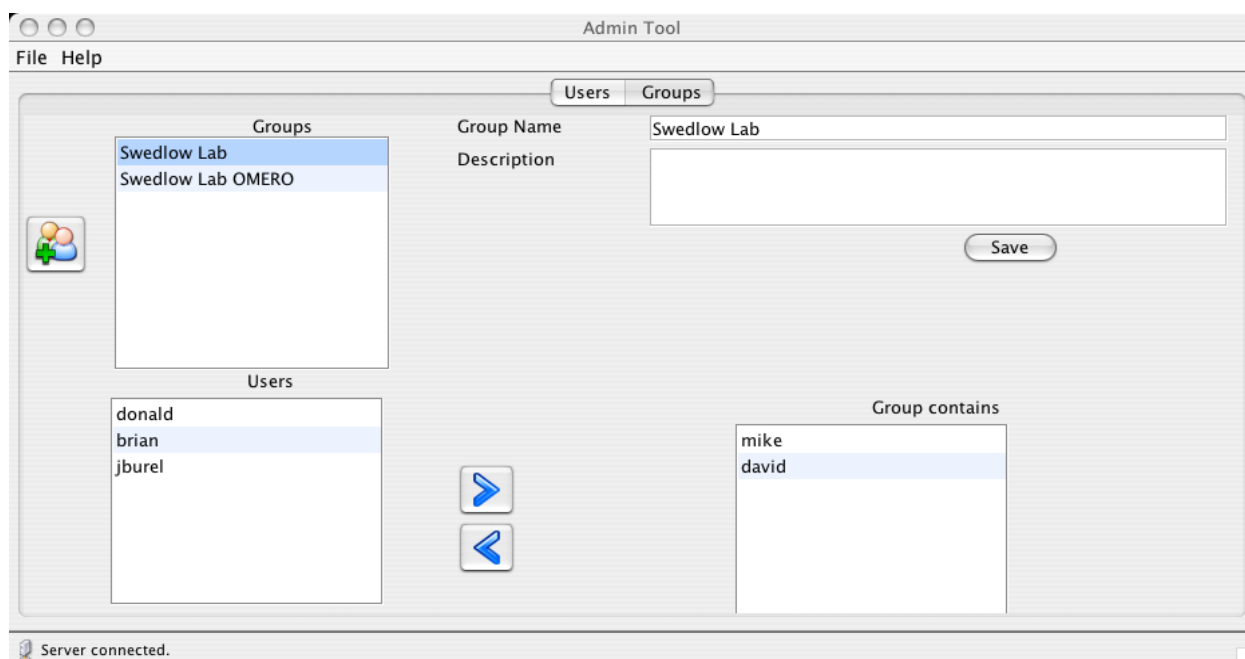 Admin Tool
File Help
Users Groups
Groups
Swedlow Lab
Swedlow Lab OMERO
Group Name
Swedlow Lab
Description
Save
Users
donald
brian
jburel
Group contains
mike
david
Server connected.